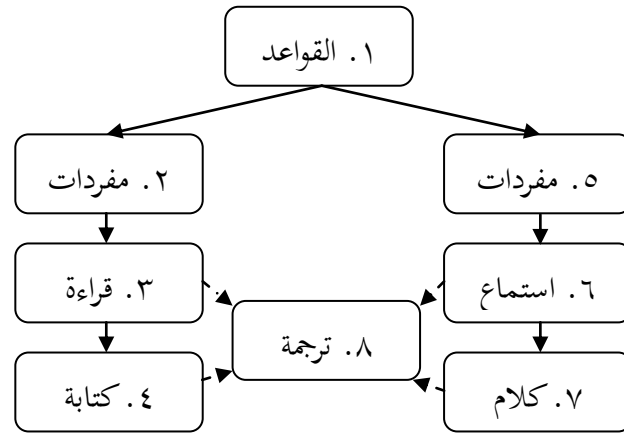 ١. القواعد
٢. مفردات
٣. قراءة
٤. كتابة
٥. مفردات
٦. استماع
٧. كلام
٨. ترجمة